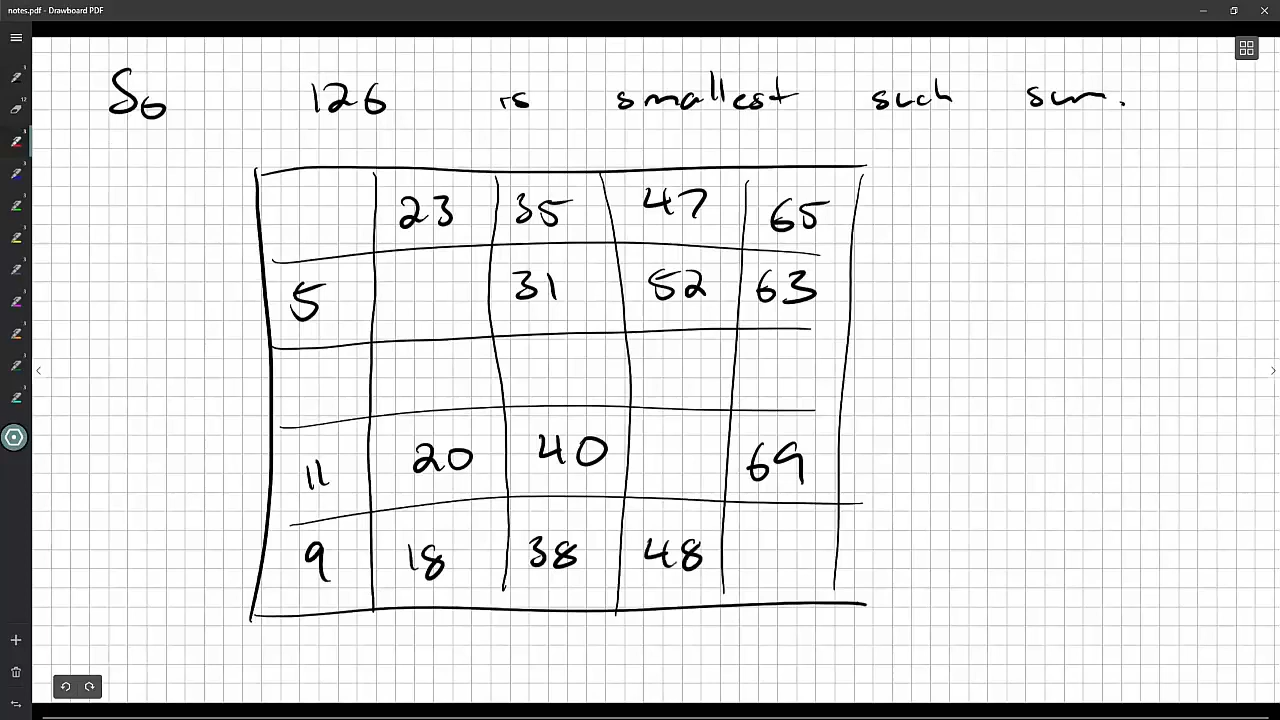 notes.pdf - Drawboard PDF
S6 126 is smallest such sum.
23 35 47 65
5 31 52 63
11 20 40 69
9 18 38 48